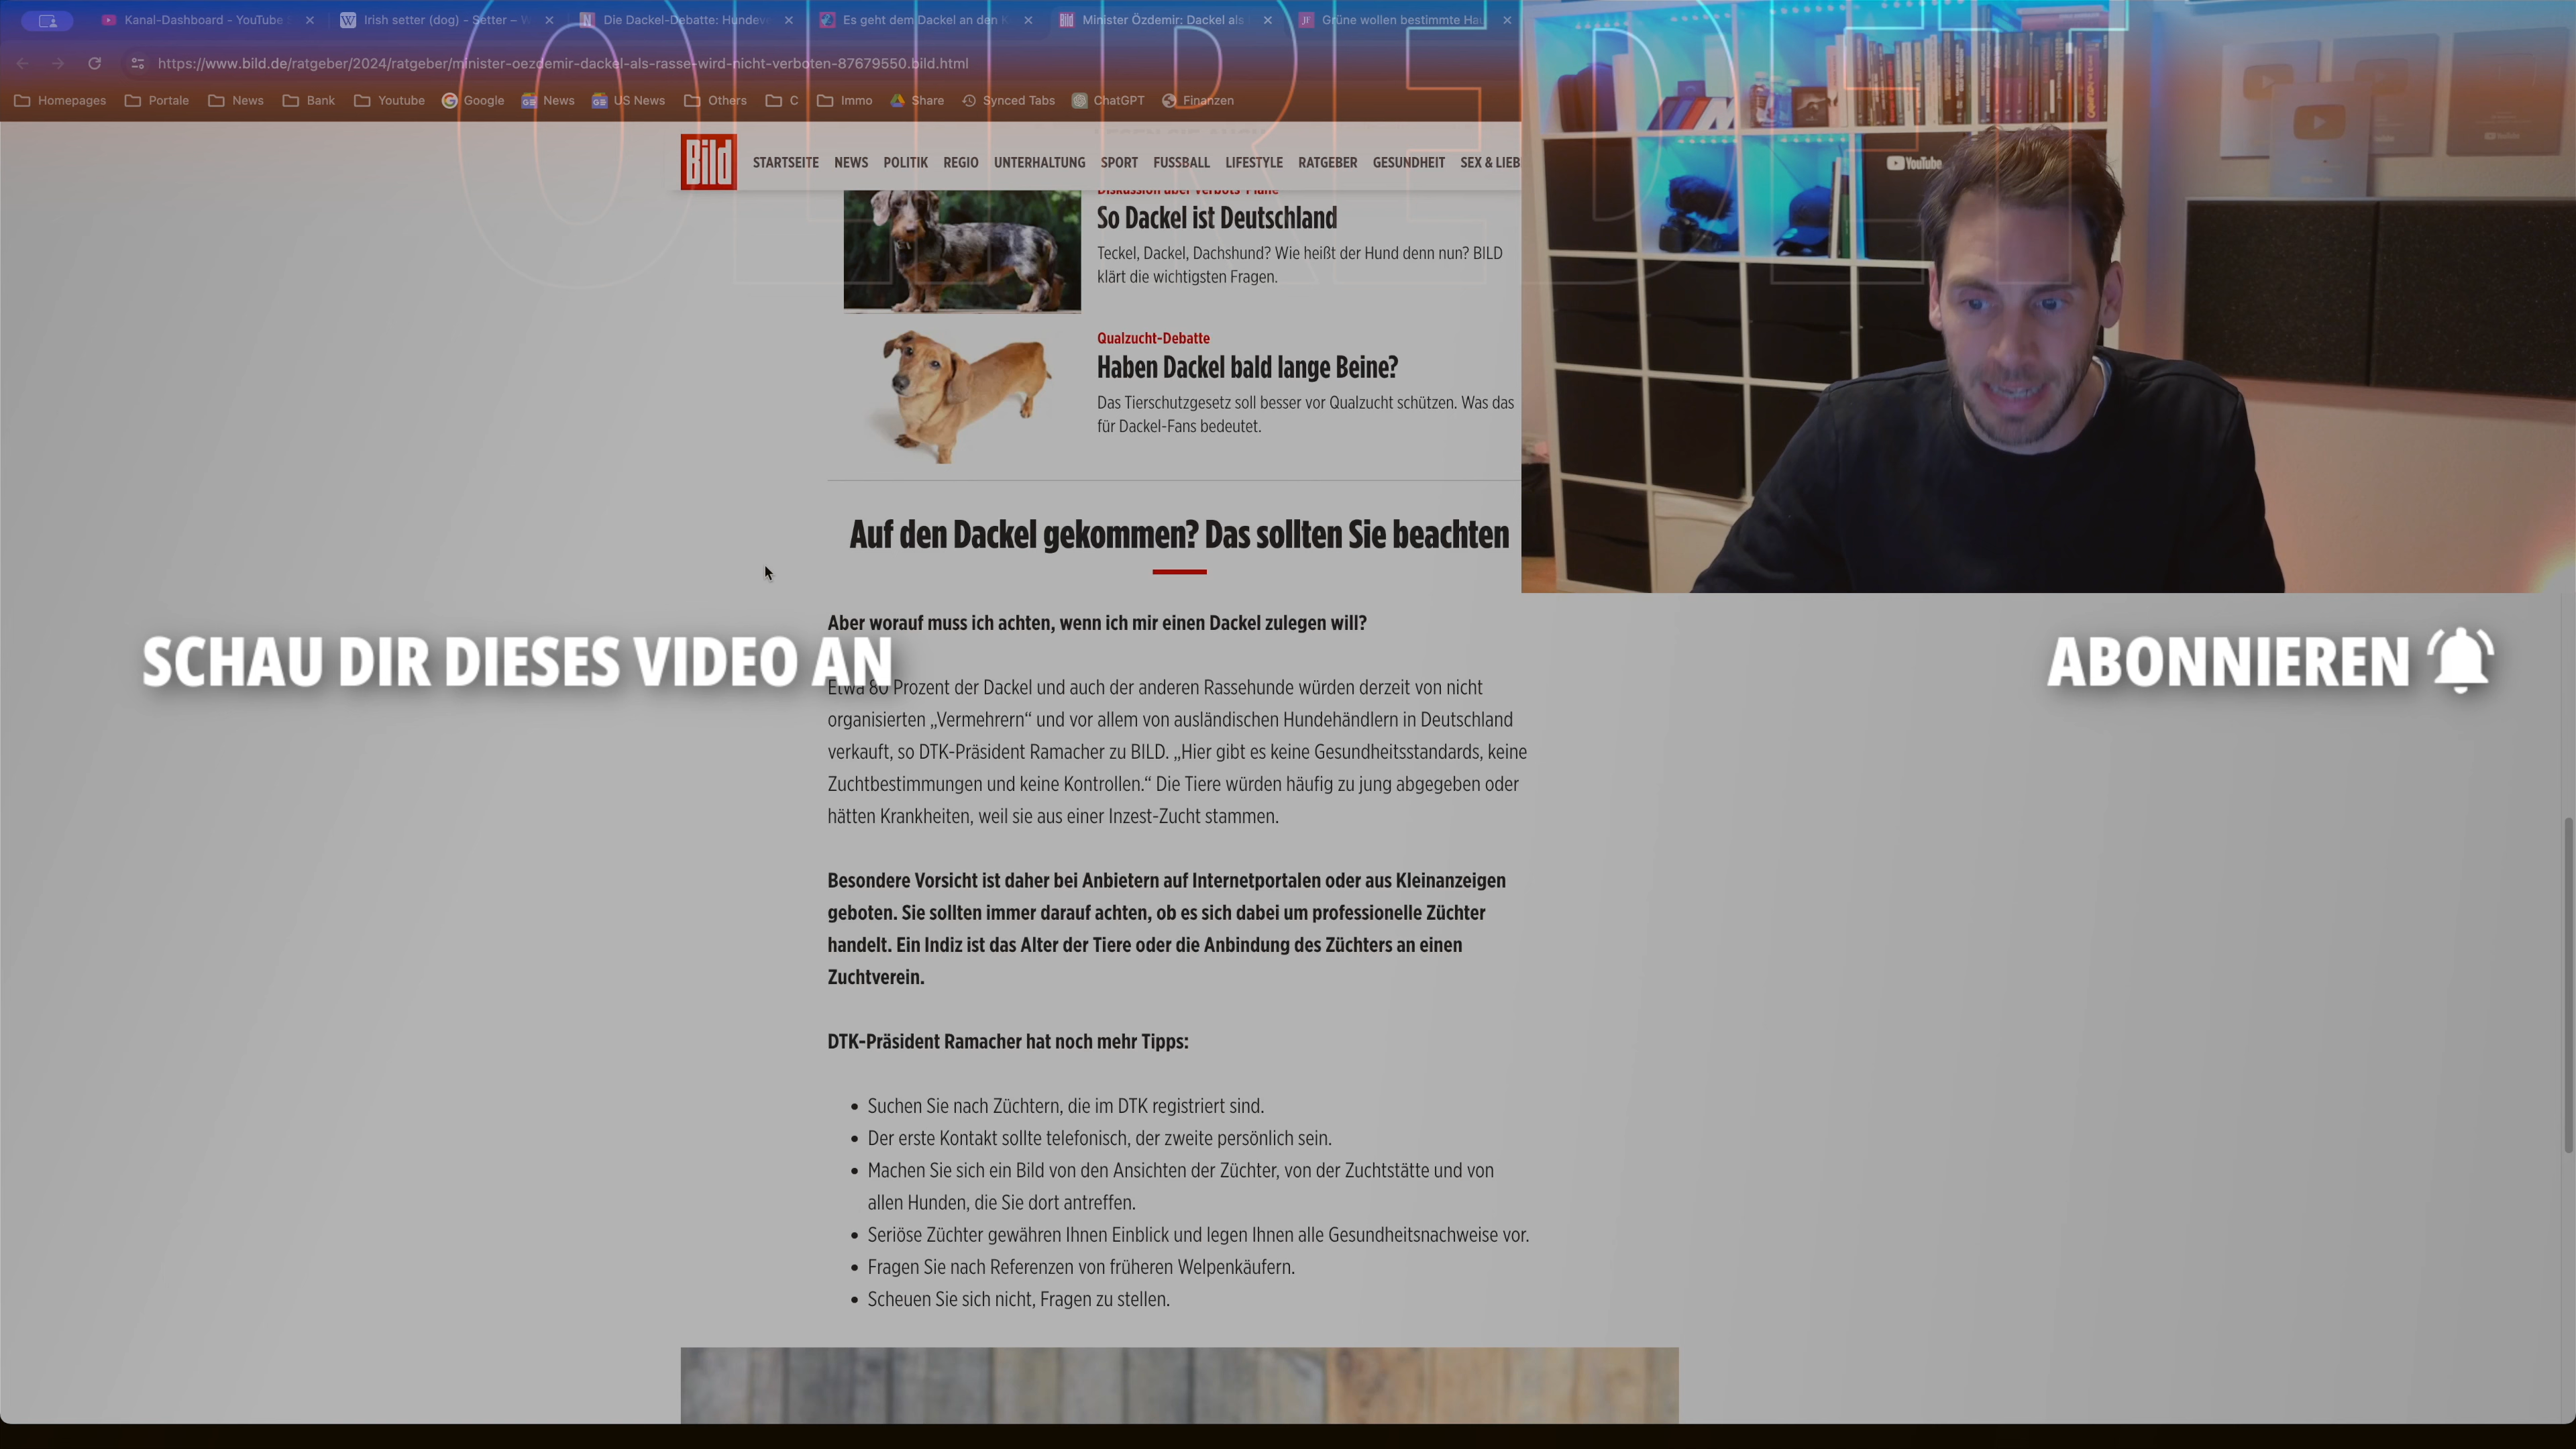 Kanal-Dashboard - YouTube
Irish setter (dog) - Setter – W
Die Dackel-Debatte: Hundev
Es geht dem Dackel an den K
Minister Özdemir: Dackel als
Grüne wollen bestimmte Hau
https://www.bild.de/ratgeber/2024/ratgeber/minister-oezdemir-dackel-als-rasse-wird-nicht-verboten-87679550.bild.html
Homepages
Portale
News
Bank
Youtube
Google
News
US News
Others
C
Immo
Share
Synced Tabs
ChatGPT
Finanzen
Bild
STARTSEITE NEWS POLITIK REGIO UNTERHALTUNG SPORT FUSSBALL LIFESTYLE RATGEBER GESUNDHEIT SEX & LIEB
YouTube
Diskussion über Verbots-Pläne
So Dackel ist Deutschland
Teckel, Dackel, Dachshund? Wie heißt der Hund denn nun? BILD
klärt die wichtigsten Fragen.
Qualzucht-Debatte
Haben Dackel bald lange Beine?
Das Tierschutzgesetz soll besser vor Qualzucht schützen. Was das
für Dackel-Fans bedeutet.
Auf den Dackel gekommen? Das sollten Sie beachten
Aber worauf muss ich achten, wenn ich mir einen Dackel zulegen will?
SCHAU DIR DIESES VIDEO AN
ABONNIEREN
Etwa 80 Prozent der Dackel und auch der anderen Rassehunde würden derzeit von nicht
organisierten „Vermehrern“ und vor allem von ausländischen Hundehändlern in Deutschland
verkauft, so DTK-Präsident Ramacher zu BILD. „Hier gibt es keine Gesundheitsstandards, keine
Zuchtbestimmungen und keine Kontrollen.“ Die Tiere würden häufig zu jung abgegeben oder
hätten Krankheiten, weil sie aus einer Inzest-Zucht stammen.
Besondere Vorsicht ist daher bei Anbietern auf Internetportalen oder aus Kleinanzeigen
geboten. Sie sollten immer darauf achten, ob es sich dabei um professionelle Züchter
handelt. Ein Indiz ist das Alter der Tiere oder die Anbindung des Züchters an einen
Zuchtverein.
DTK-Präsident Ramacher hat noch mehr Tipps:
• Suchen Sie nach Züchtern, die im DTK registriert sind.
• Der erste Kontakt sollte telefonisch, der zweite persönlich sein.
• Machen Sie sich ein Bild von den Ansichten der Züchter, von der Zuchtstätte und von
allen Hunden, die Sie dort antreffen.
• Seriöse Züchter gewähren Ihnen Einblick und legen Ihnen alle Gesundheitsnachweise vor.
• Fragen Sie nach Referenzen von früheren Welpenkäufern.
• Scheuen Sie sich nicht, Fragen zu stellen.